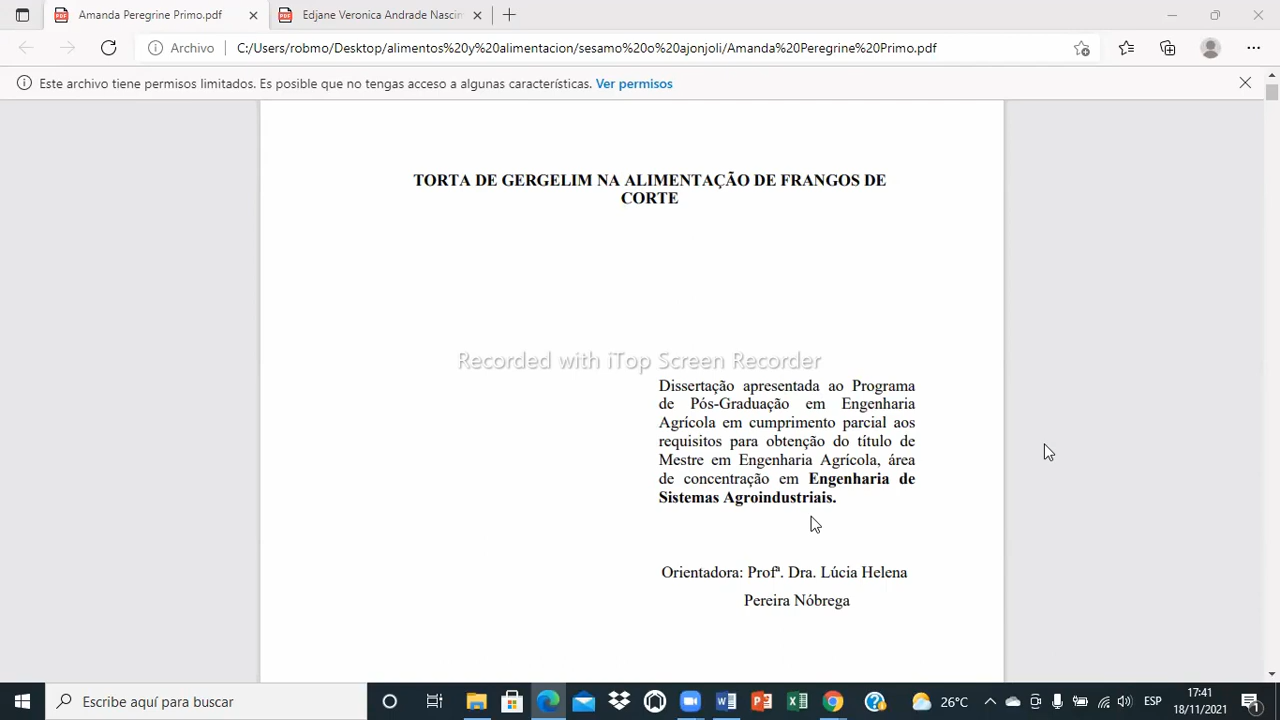 Amanda Peregrine Primo.pdf
Edjane Veronica Andrade Nascin
Archivo
C:/Users/robmo/Desktop/alimentos%20y%20alimentacion/sesamo%20o%20ajonjoli/Amanda%20Peregrine%20Primo.pdf
Este archivo tiene permisos limitados. Es posible que no tengas acceso a algunas características. Ver permisos
TORTA DE GERGELIM NA ALIMENTAÇÃO DE FRANGOS DE
CORTE
Recorded with iTop Screen Recorder
Dissertação apresentada ao Programa
de Pós-Graduação em Engenharia
Agrícola em cumprimento parcial aos
requisitos para obtenção do título de
Mestre em Engenharia Agrícola, área
de concentração em Engenharia de
Sistemas Agroindustriais.
Orientadora: Profª. Dra. Lúcia Helena
Pereira Nóbrega
Escribe aquí para buscar
26°C
ESP
17:41
18/11/2021
1